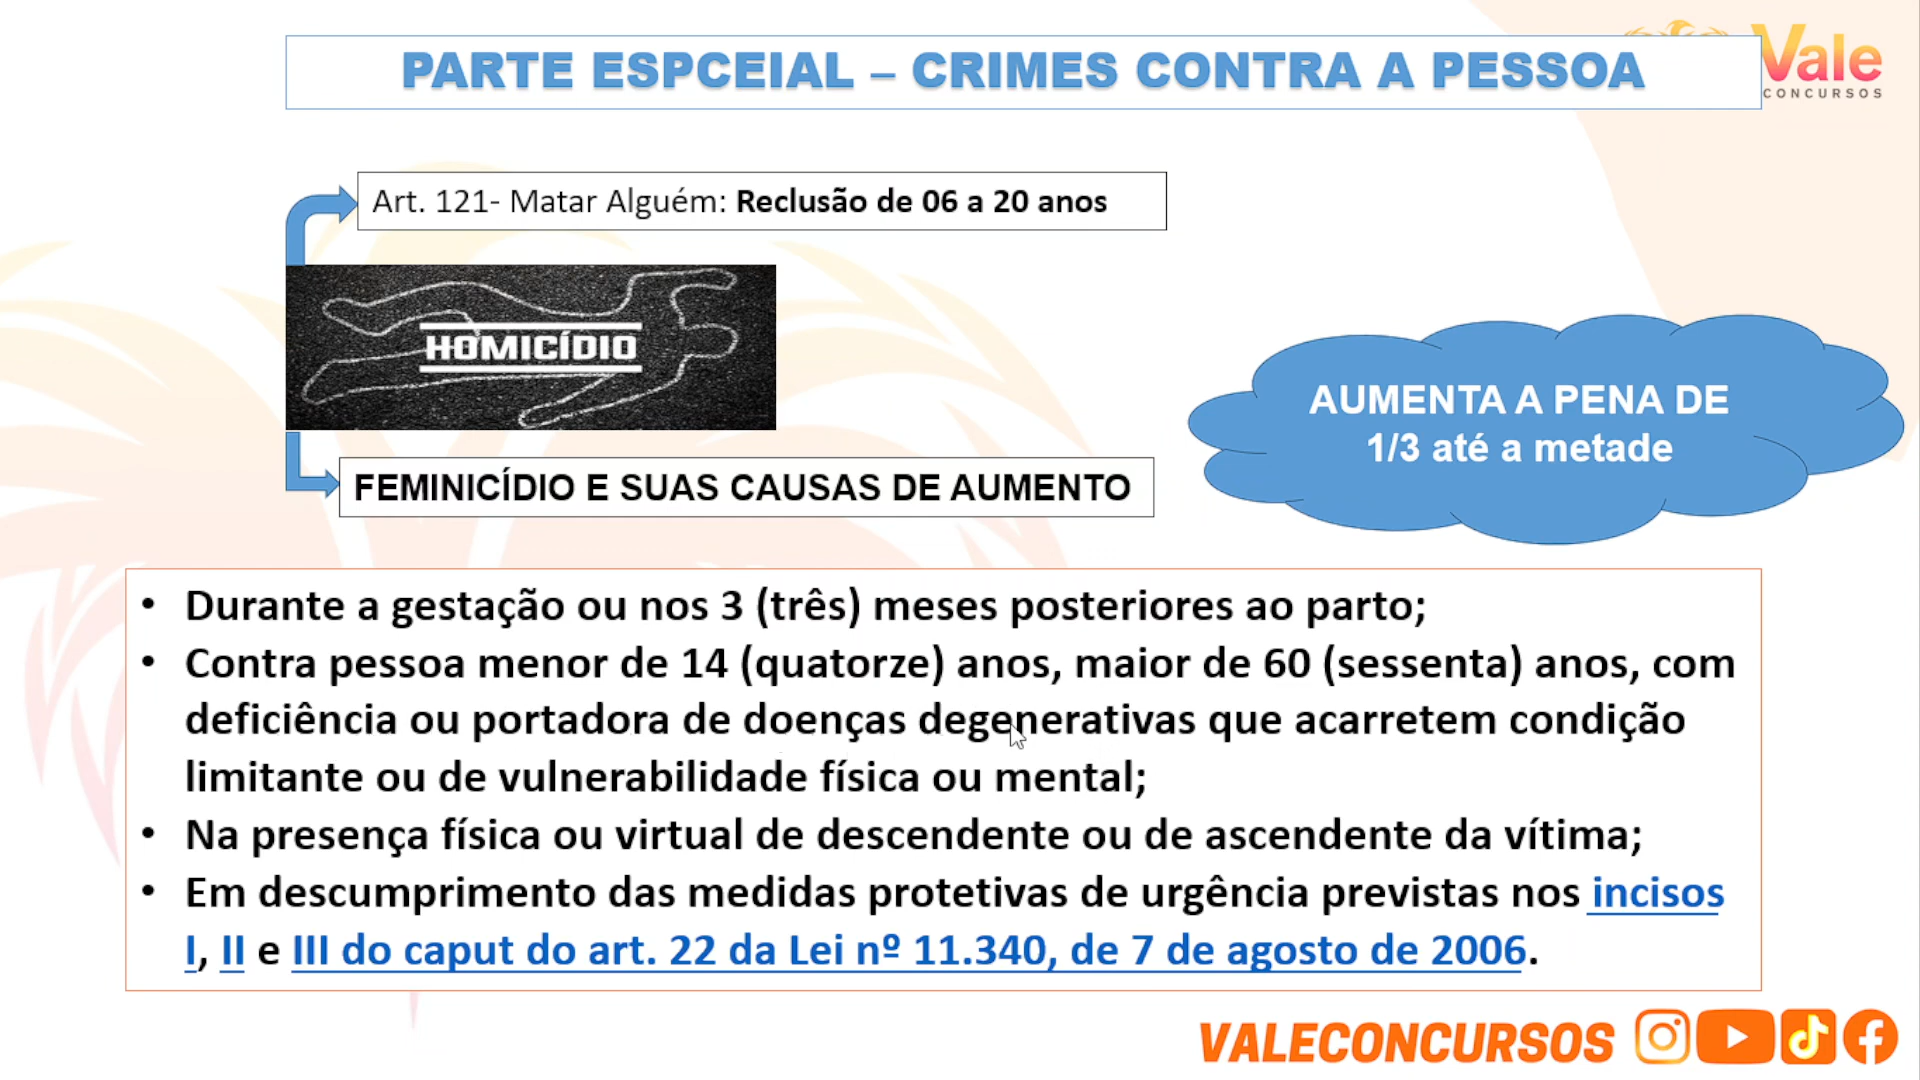 PARTE ESPCEIAL – CRIMES CONTRA A PESSOA
Vale
CONCURSOS
Art. 121- Matar Alguém: Reclusão de 06 a 20 anos
HOMICÍDIO
AUMENTA A PENA DE
1/3 até a metade
FEMINICÍDIO E SUAS CAUSAS DE AUMENTO
• Durante a gestação ou nos 3 (três) meses posteriores ao parto;
• Contra pessoa menor de 14 (quatorze) anos, maior de 60 (sessenta) anos, com
deficiência ou portadora de doenças degenerativas que acarretem condição
limitante ou de vulnerabilidade física ou mental;
• Na presença física ou virtual de descendente ou de ascendente da vítima;
• Em descumprimento das medidas protetivas de urgência previstas nos incisos
I, II e III do caput do art. 22 da Lei nº 11.340, de 7 de agosto de 2006.
VALECONCURSOS